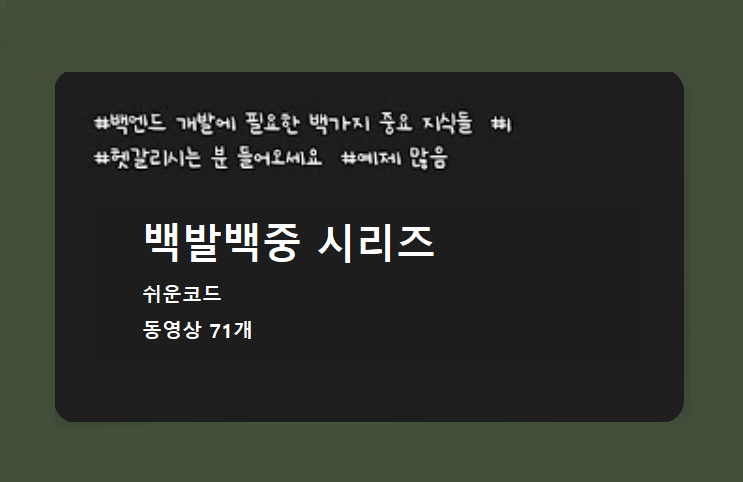 #백엔드 개발에 필요한 백가지 중요 지식들 #1
#헷갈리시는 분 들어오세요 #예제 많음
백발백중 시리즈
쉬운코드
동영상 71개